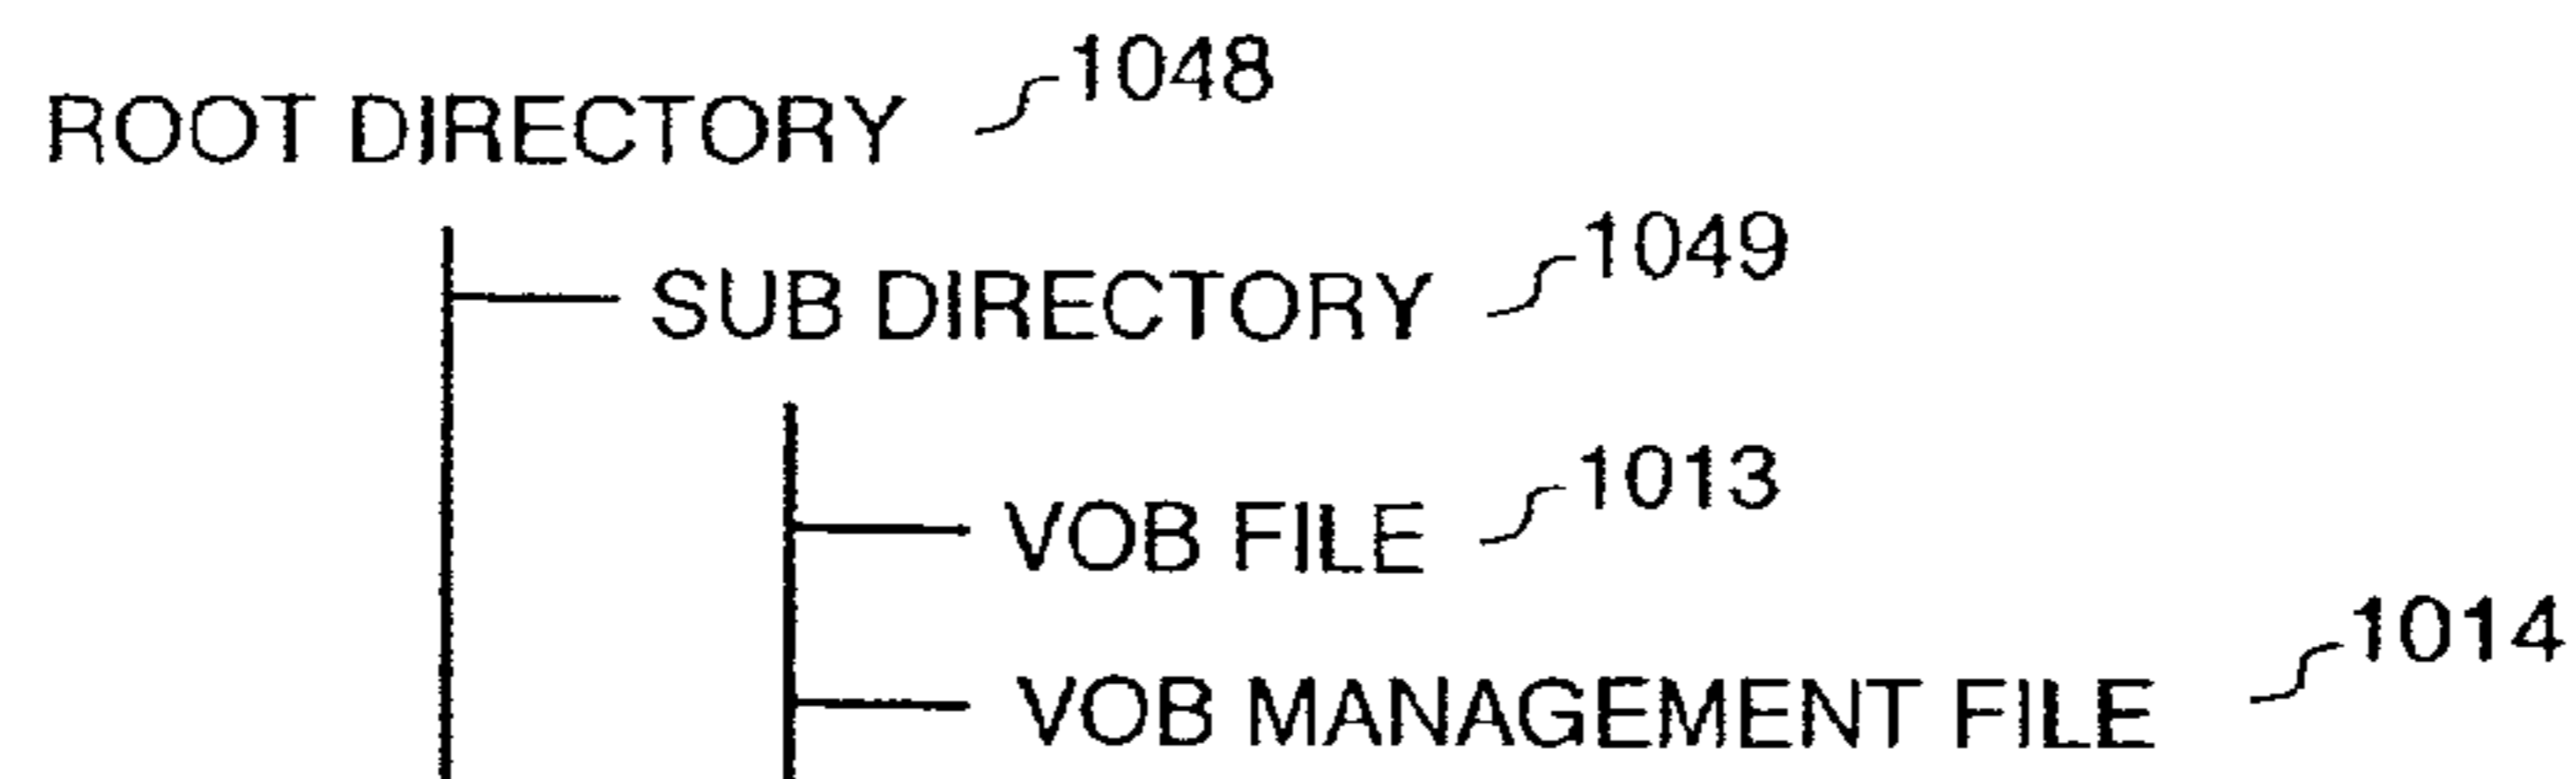 ROOT DIRECTORY 1048
SUB DIRECTORY 1049
VOB FILE 1013
VOB MANAGEMENT FILE 1014